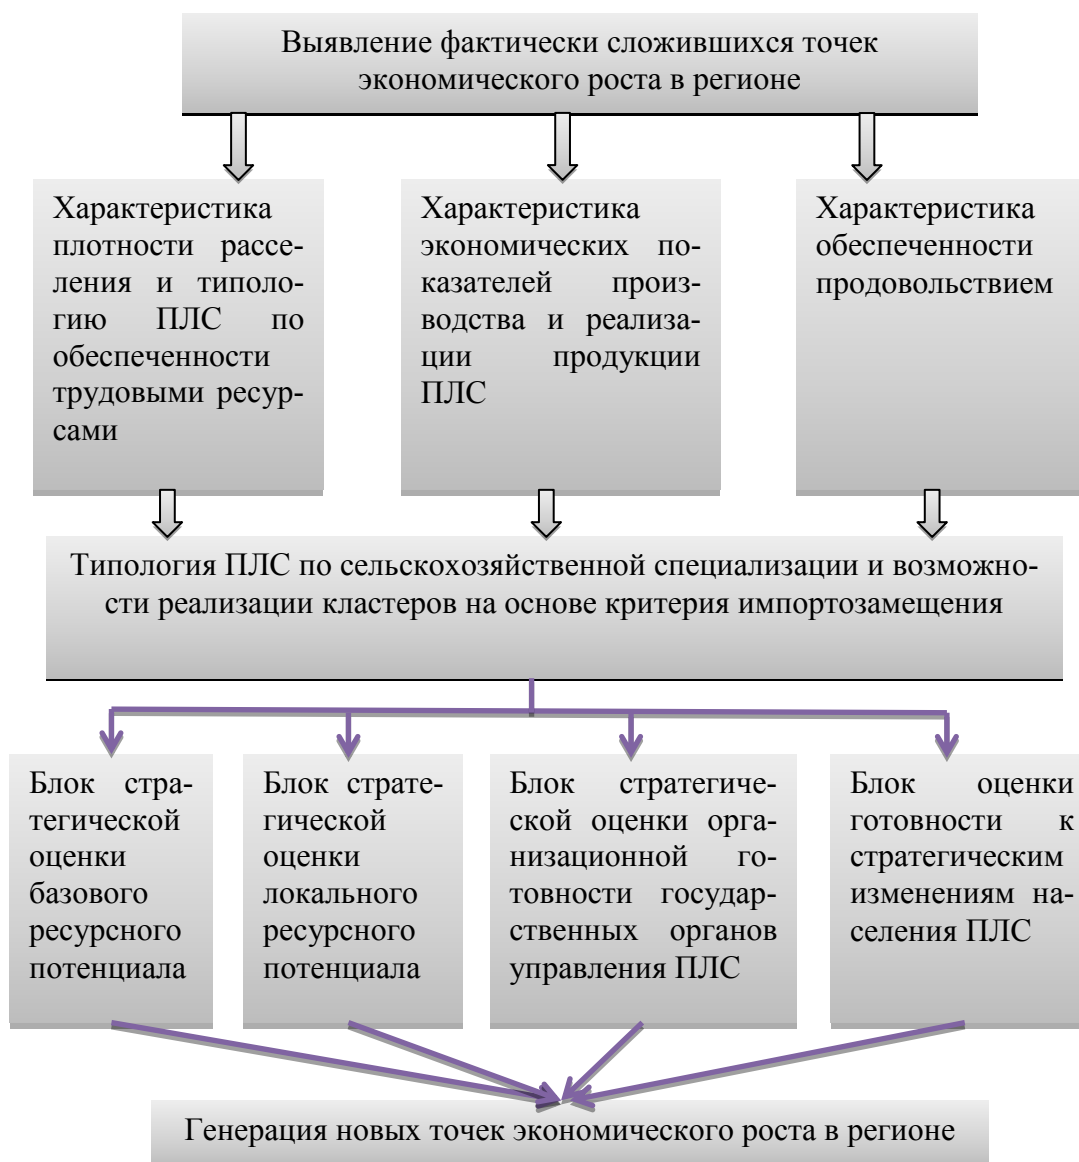 Выявление фактически сложившихся точек
экономического роста в регионе
Характеристика
плотности рассе-
ления и типоло-
гию ПЛС по
обеспеченности
трудовыми ресур-
сами
Характеристика
экономических по-
казателей произ-
водства и реализа-
ции продукции
ПЛС
Характеристика
обеспеченности
продовольствием
Типология ПЛС по сельскохозяйственной специализации и возможно-
сти реализации кластеров на основе критерия импортозамещения
Блок стра-
тегической
оценки
базового
ресурсного
потенциала
Блок страте-
гической
оценки
локального
ресурсного
потенциала
Блок стратегиче-
ской оценки орга-
низационной го-
товности государ-
ственных органов
управления ПЛС
Блок оценки
готовности к
стратегическим
изменениям на-
селения ПЛС
Генерация новых точек экономического роста в регионе